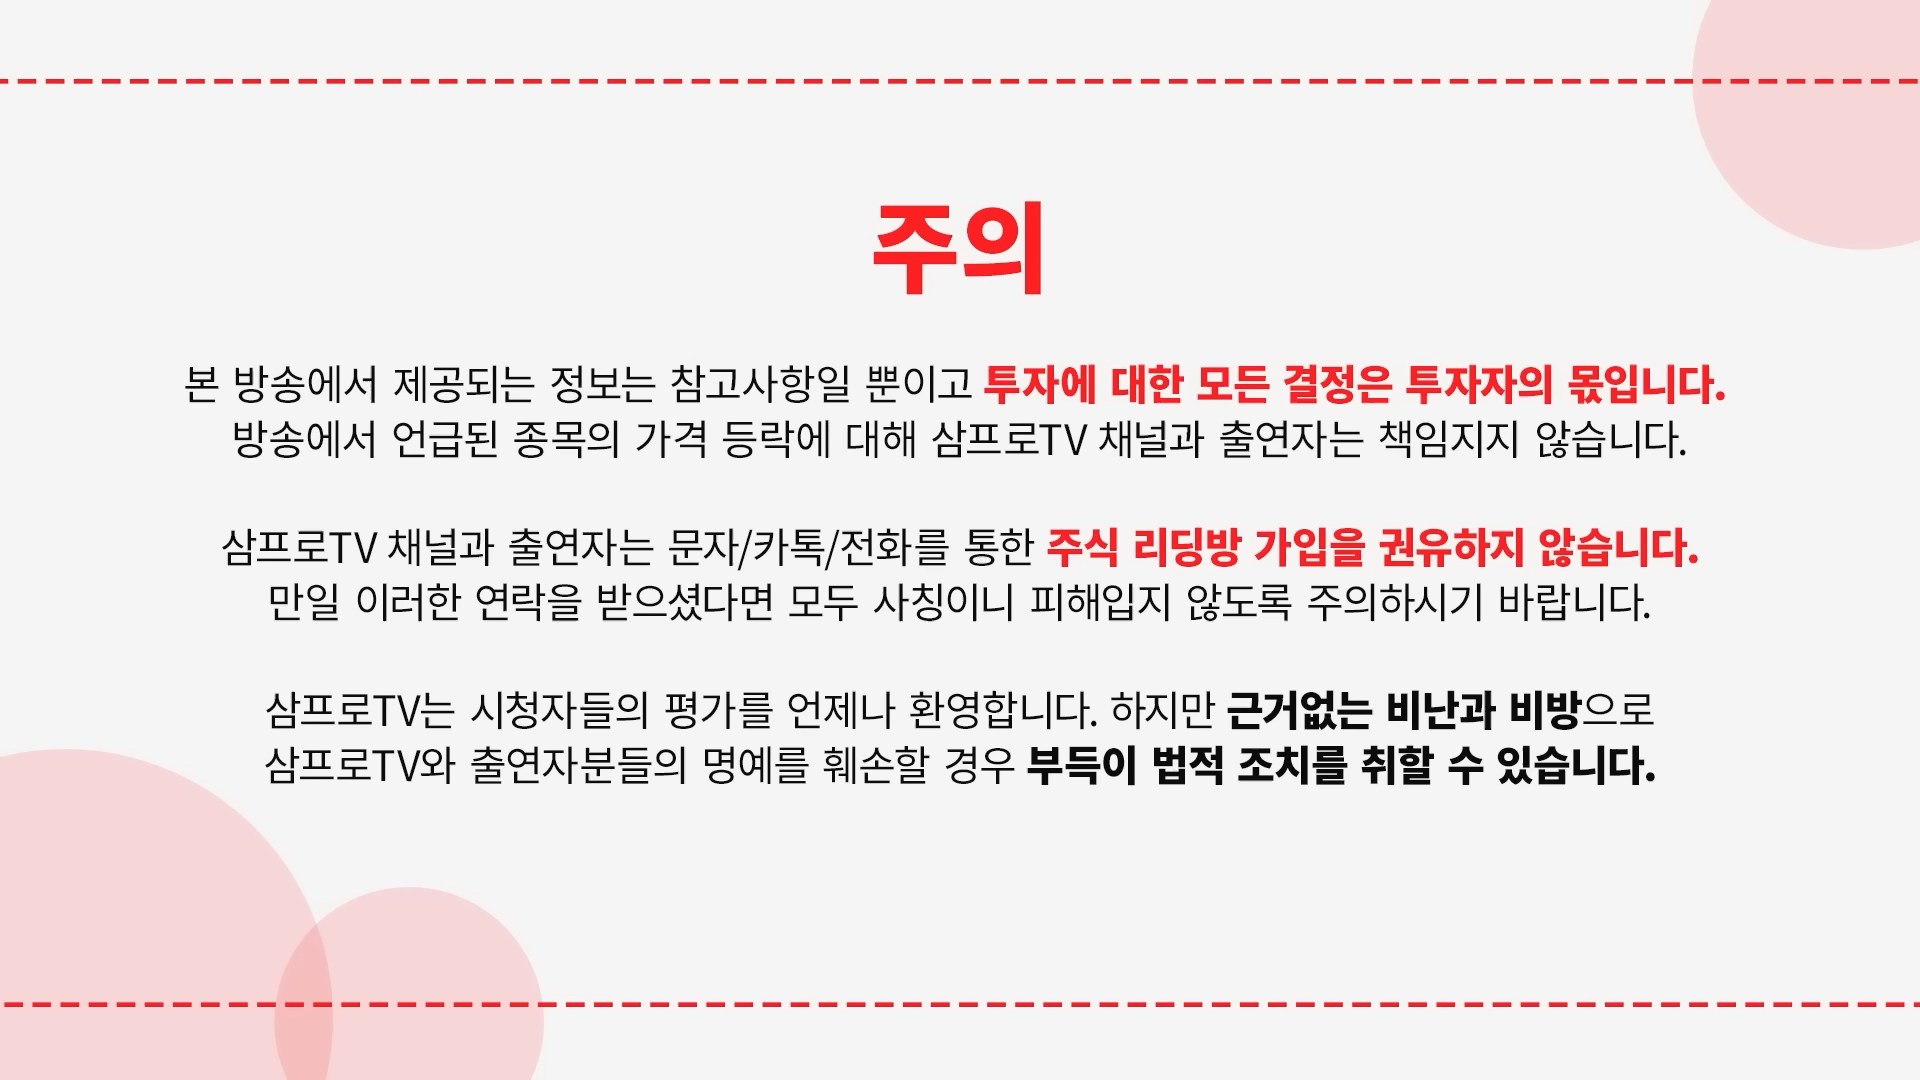 주의
본 방송에서 제공되는 정보는 참고사항일 뿐이고 투자에 대한 모든 결정은 투자자의 몫입니다.
방송에서 언급된 종목의 가격 등락에 대해 삼프로TV 채널과 출연자는 책임지지 않습니다.
삼프로TV 채널과 출연자는 문자/카톡/전화를 통한 주식 리딩방 가입을 권유하지 않습니다.
만일 이러한 연락을 받으셨다면 모두 사칭이니 피해입지 않도록 주의하시기 바랍니다.
삼프로TV는 시청자들의 평가를 언제나 환영합니다. 하지만 근거없는 비난과 비방으로
삼프로TV와 출연자분들의 명예를 훼손할 경우 부득이 법적 조치를 취할 수 있습니다.